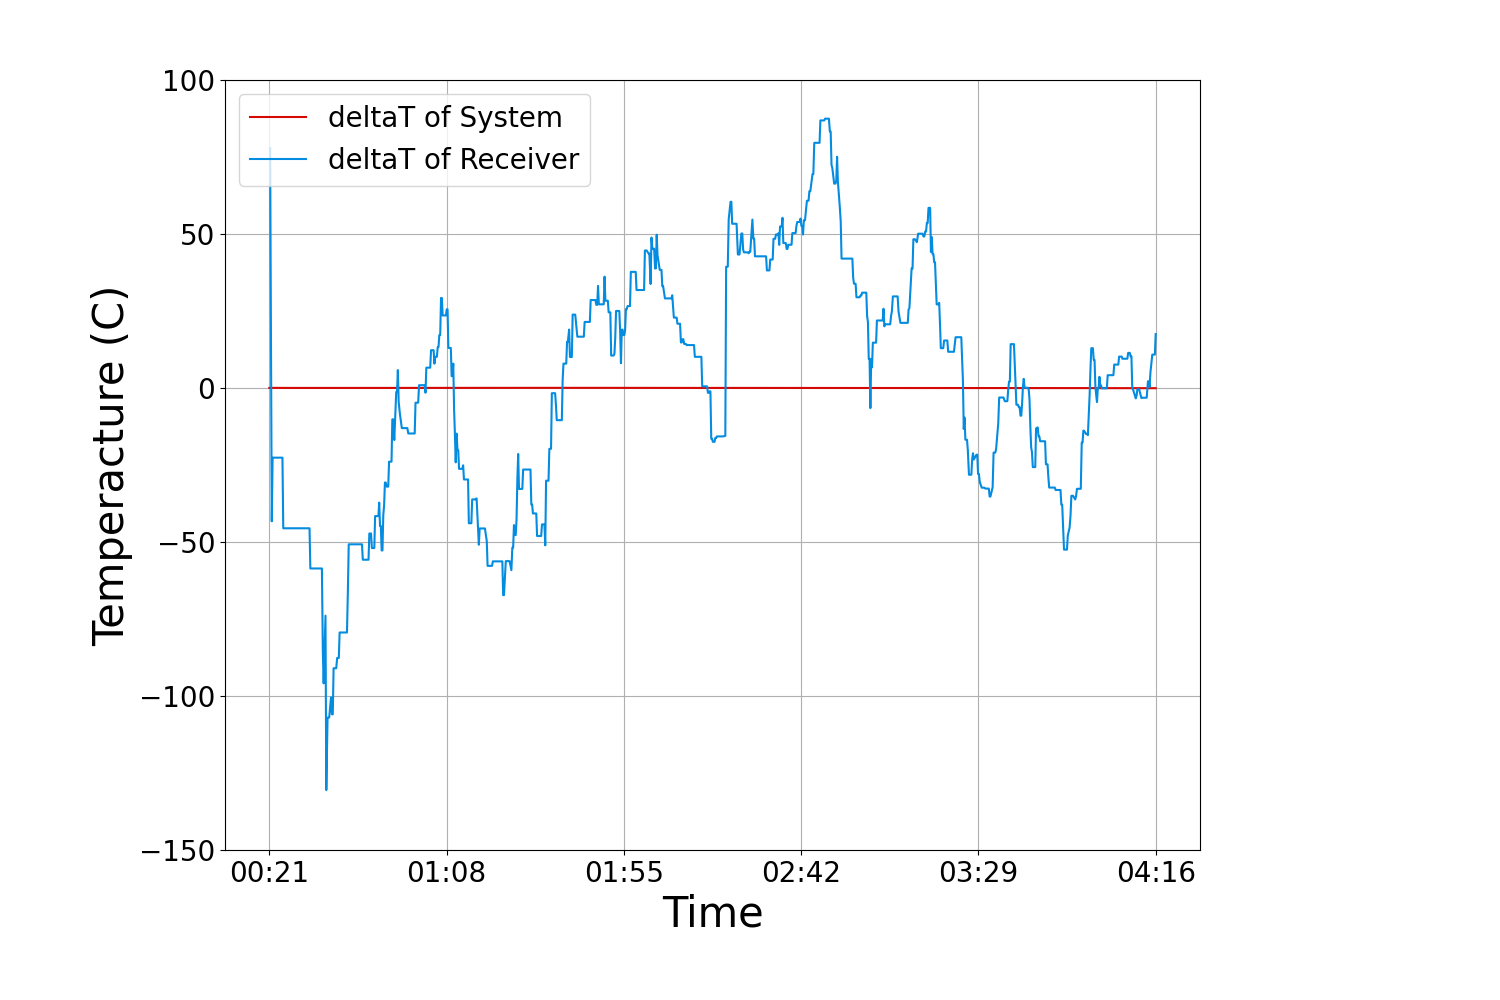 100
50
0
−50
−100
−150
Temperacture (C)
deltaT of System
deltaT of Receiver
00:21 01:08 01:55 02:42 03:29 04:16
Time